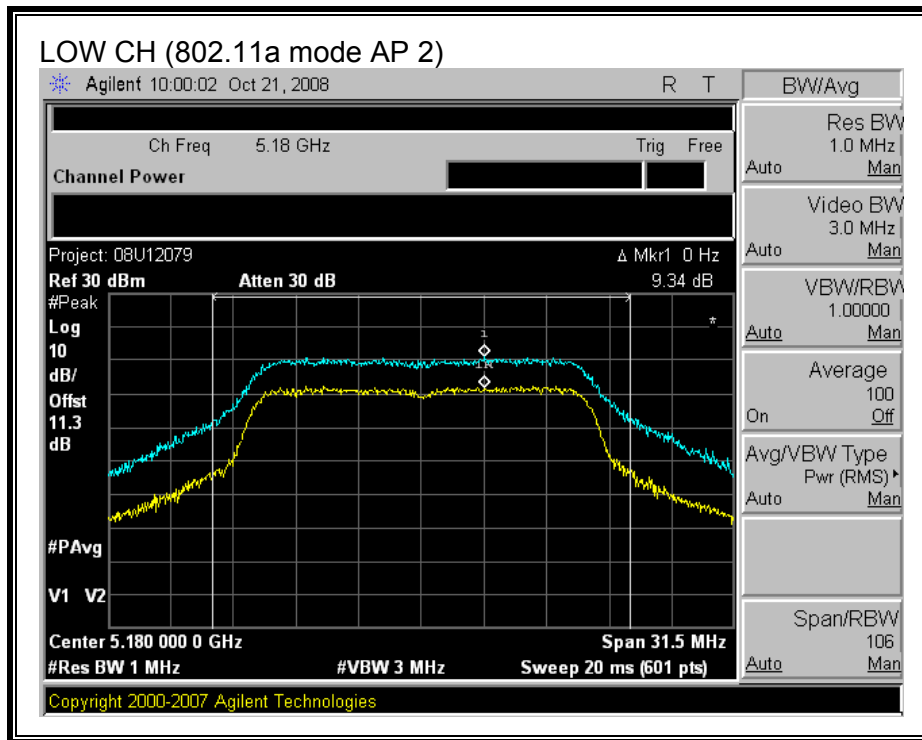 LOW CH (802.11a mode AP 2)
Agilent 10:00:02 Oct 21, 2008 R T
BW/Avg
Ch Freq 5.18 GHz Trig Free
Channel Power
Project: 08U12079 Δ Mkr1 0 Hz
Ref 30 dBm Atten 30 dB 9.34 dB
#Peak
Log
10
dB/
Offst
11.3
dB
1
1R
*
#PAvg
V1 V2
Center 5.180 000 0 GHz Span 31.5 MHz
#Res BW 1 MHz #VBW 3 MHz Sweep 20 ms (601 pts)
Copyright 2000-2007 Agilent Technologies
Res BW
1.0 MHz
Auto Man
Video BW
3.0 MHz
Auto Man
VBW/RBW
1.00000
Auto Man
Average
100
On Off
Avg/VBW Type
Pwr (RMS)
Auto Man
Span/RBW
106
Auto Man